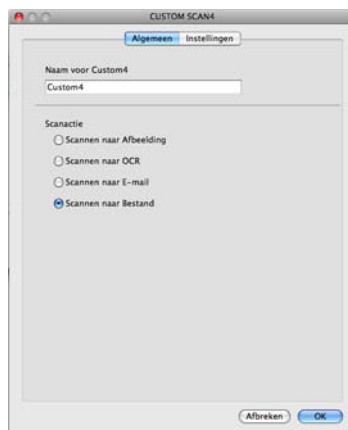 CUSTOM SCAN4
Algemeen Instellingen
Naam voor Custom4
Custom4
Scanactie
Scannen naar Afbeelding
Scannen naar OCR
Scannen naar E-mail
Scannen naar Bestand
Afbreken OK